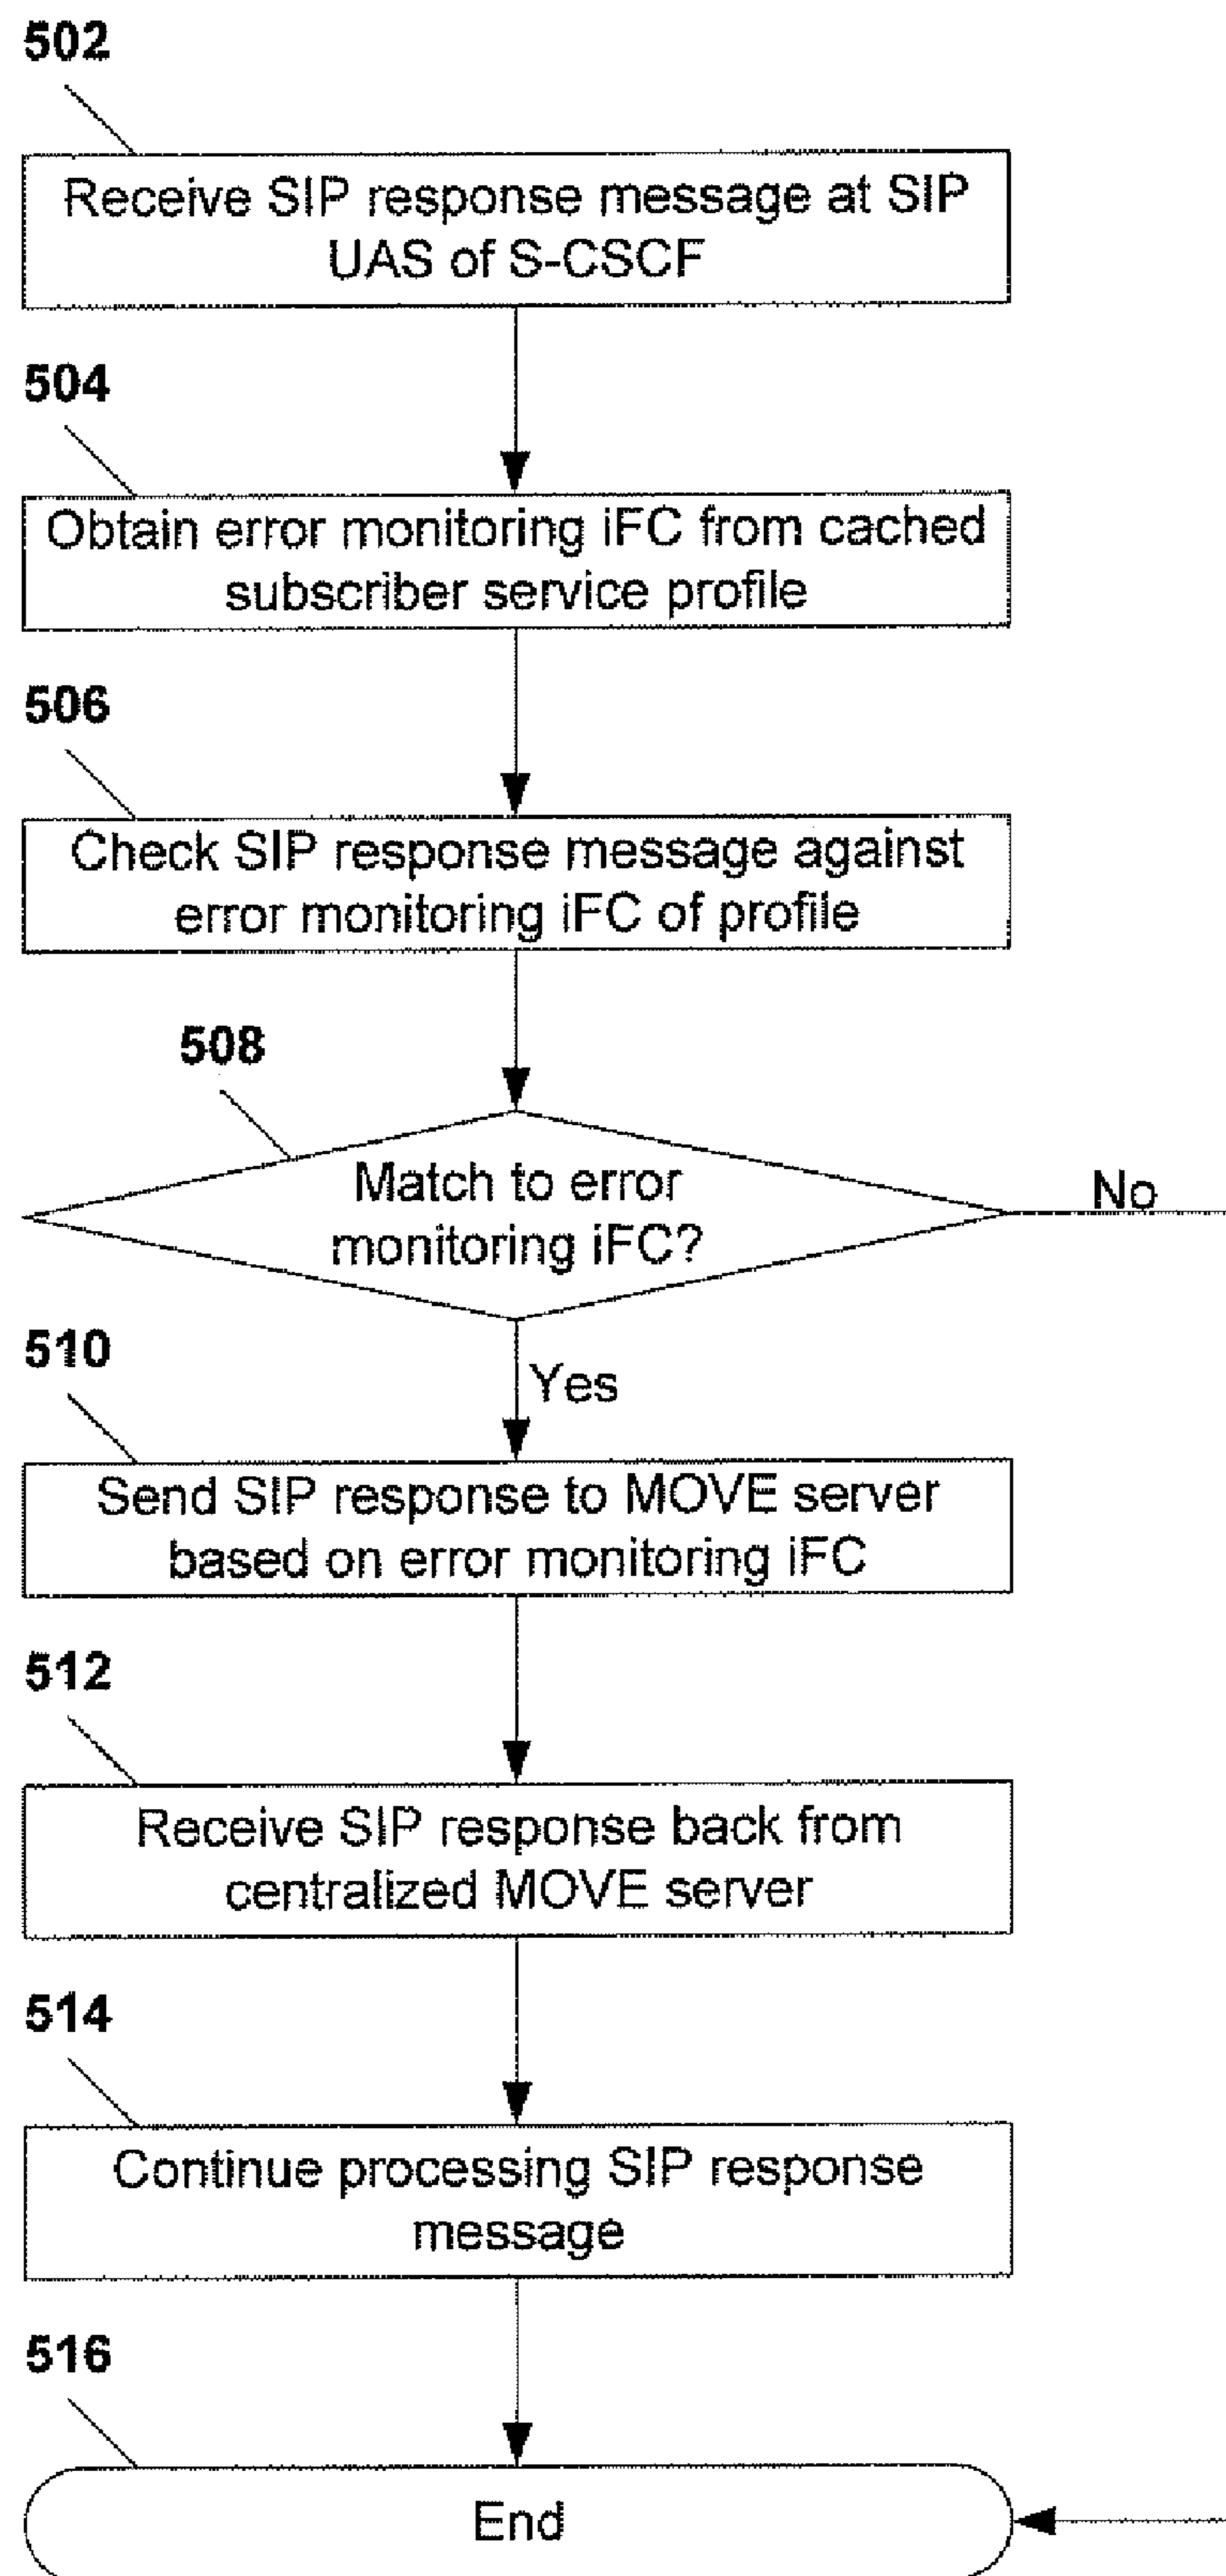 502
Receive SIP response message at SIP
UAS of S-CSCF
504
Obtain error monitoring iFC from cached
subscriber service profile
506
Check SIP response message against
error monitoring iFC of profile
508
Match to error
monitoring iFC?
No
510
Yes
Send SIP response to MOVE server
based on error monitoring iFC
512
Receive SIP response back from
centralized MOVE server
514
Continue processing SIP response
message
516
End